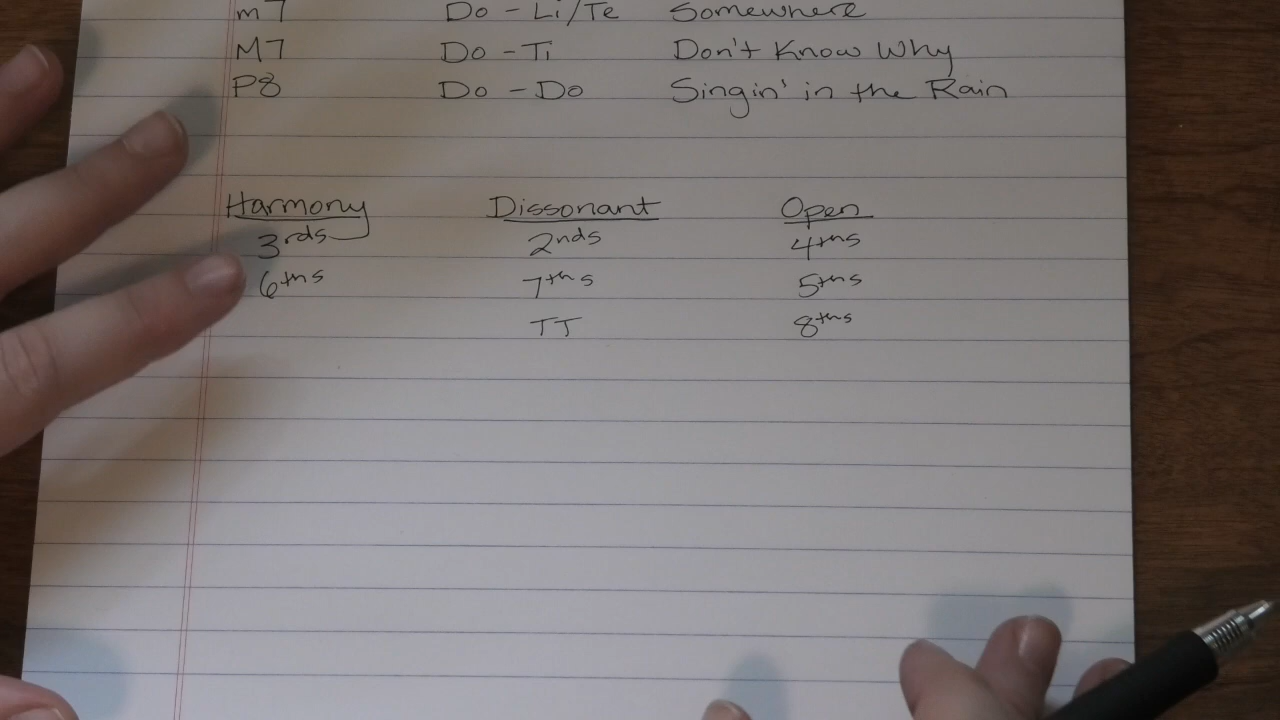 m7 Do - Li/Te Somewhere
M7 Do - Ti Don't Know Why
P8 Do - Do Singin' in the Rain
Harmony Dissonant Open
3rds 2nds 4ths
6ths 7ths 5ths
TT 8ths